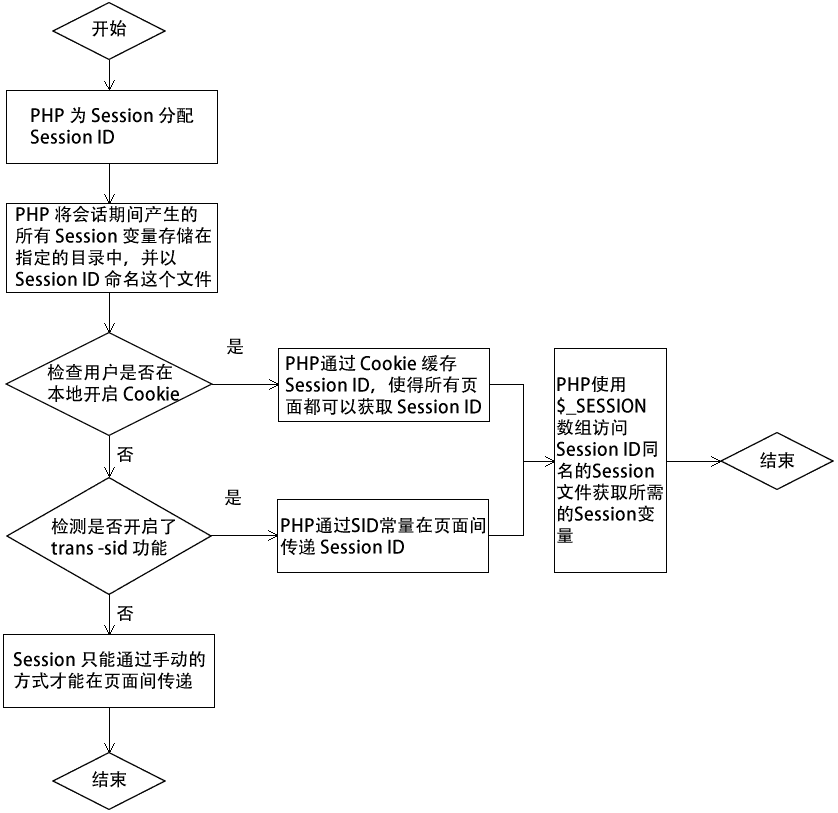 开始
PHP 为 Session 分配
Session ID
PHP 将会话期间产生的
所有 Session 变量存储在
指定的目录中，并以
Session ID 命名这个文件
检查用户是否在
本地开启 Cookie
是
PHP通过 Cookie 缓存
Session ID，使得所有页
面都可以获取 Session ID
否
检测是否开启了
trans -sid 功能
是
PHP通过SID常量在页面间
传递 Session ID
PHP使用
$_SESSION
数组访问
Session ID同
名的Session
文件获取所需
的Session变
量
结束
否
Session 只能通过手动的
方式才能在页面间传递
结束